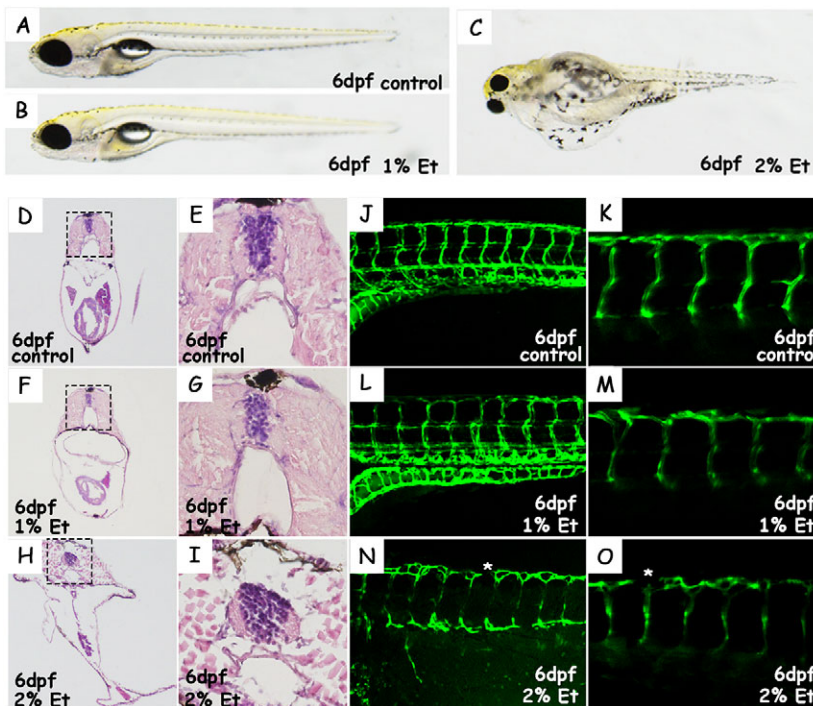 A
6dpf control
B
6dpf 1% Et
C
6dpf 2% Et
D
6dpf
control
E
6dpf
control
J
6dpf
control
K
6dpf
control
F
6dpf
1% Et
G
6dpf
1% Et
L
6dpf
1% Et
M
6dpf
1% Et
H
6dpf
2% Et
I
6dpf
2% Et
N
*
6dpf
2% Et
O
*
6dpf
2% Et